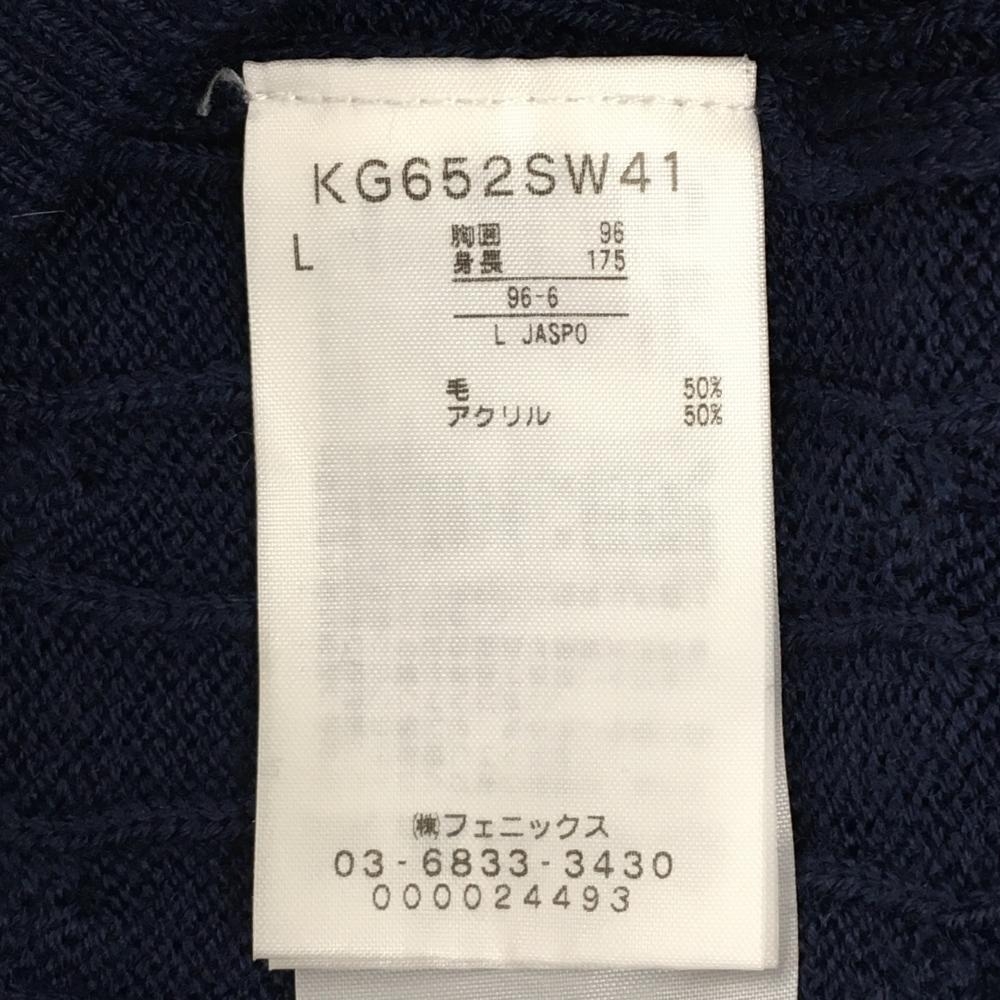 KG652SW41
L
胸囲 96
身長 175
96-6
L JASPO
毛 50%
アクリル 50%
㈱フェニックス
03-6833-3430
000024493